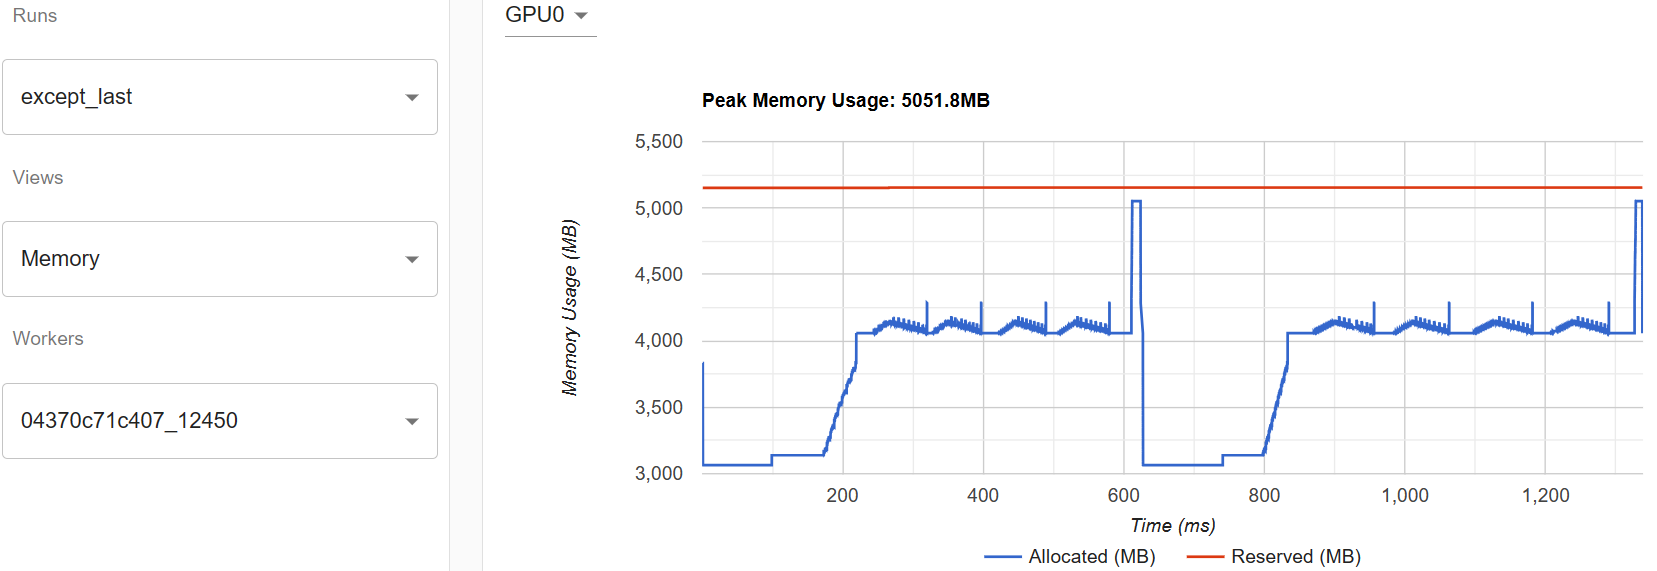 Runs
except_last
Views
Memory
Workers
04370c71c407_12450
GPU0
Peak Memory Usage: 5051.8MB
Memory Usage (MB)
5,500
5,000
4,500
4,000
3,500
3,000
200 400 600 800 1,000 1,200
Time (ms)
Allocated (MB) Reserved (MB)